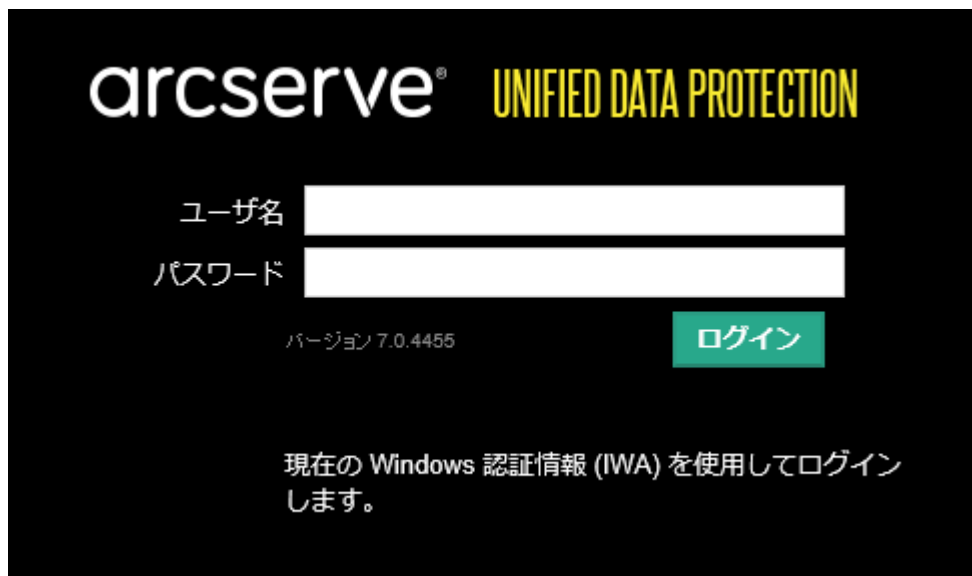 arcserve® UNIFIED DATA PROTECTION
ユーザ名
パスワード
バージョン 7.0.4455
ログイン
現在の Windows 認証情報 (IWA) を使用してログイン
します。